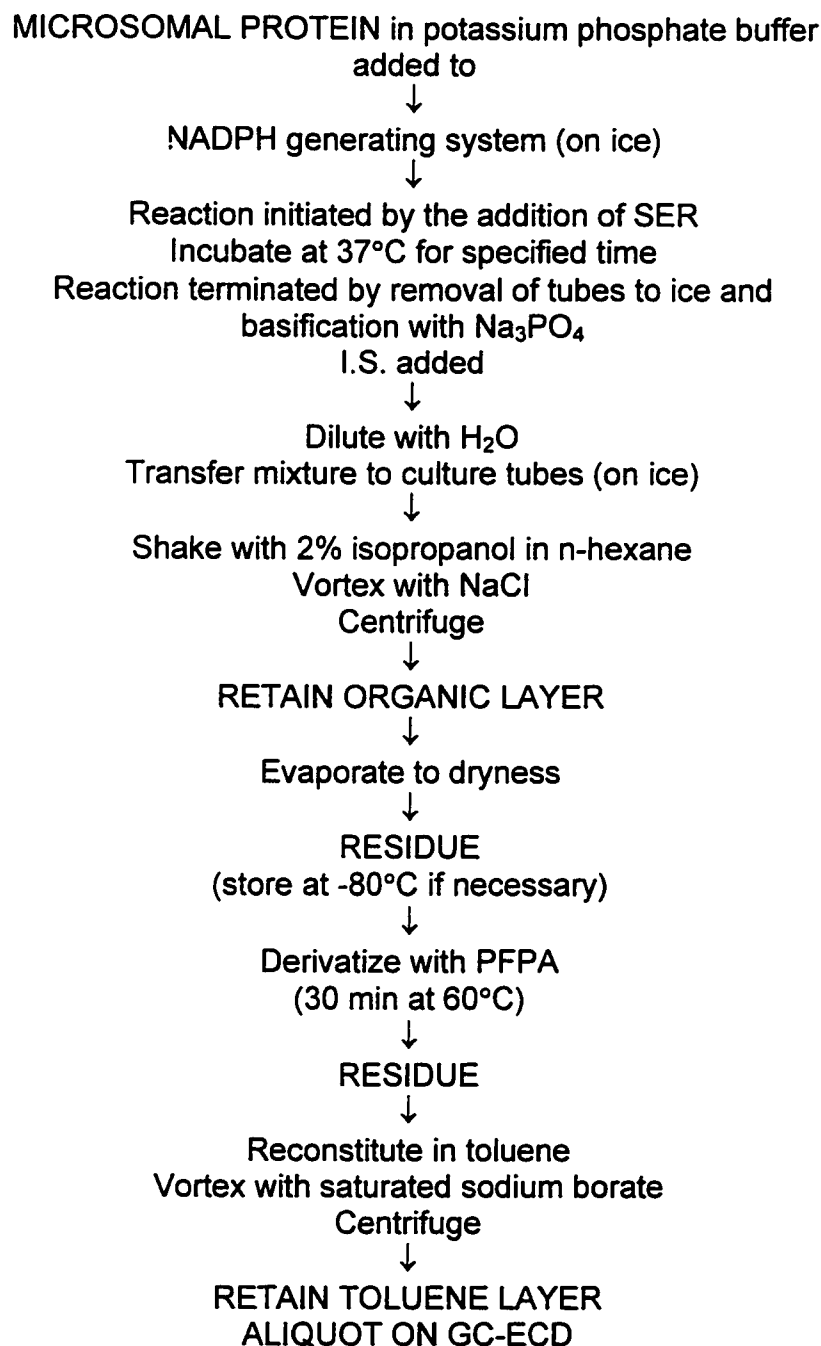 MICROSOMAL PROTEIN in potassium phosphate buffer
added to
↓
NADPH generating system (on ice)
↓
Reaction initiated by the addition of SER
Incubate at 37°C for specified time
Reaction terminated by removal of tubes to ice and
basification with Na₃PO₄
I.S. added
↓
Dilute with H₂O
Transfer mixture to culture tubes (on ice)
↓
Shake with 2% isopropanol in n-hexane
Vortex with NaCl
Centrifuge
↓
RETAIN ORGANIC LAYER
↓
Evaporate to dryness
↓
RESIDUE
(store at -80°C if necessary)
↓
Derivatize with PFPA
(30 min at 60°C)
↓
RESIDUE
↓
Reconstitute in toluene
Vortex with saturated sodium borate
Centrifuge
↓
RETAIN TOLUENE LAYER
ALIQUOT ON GC-ECD